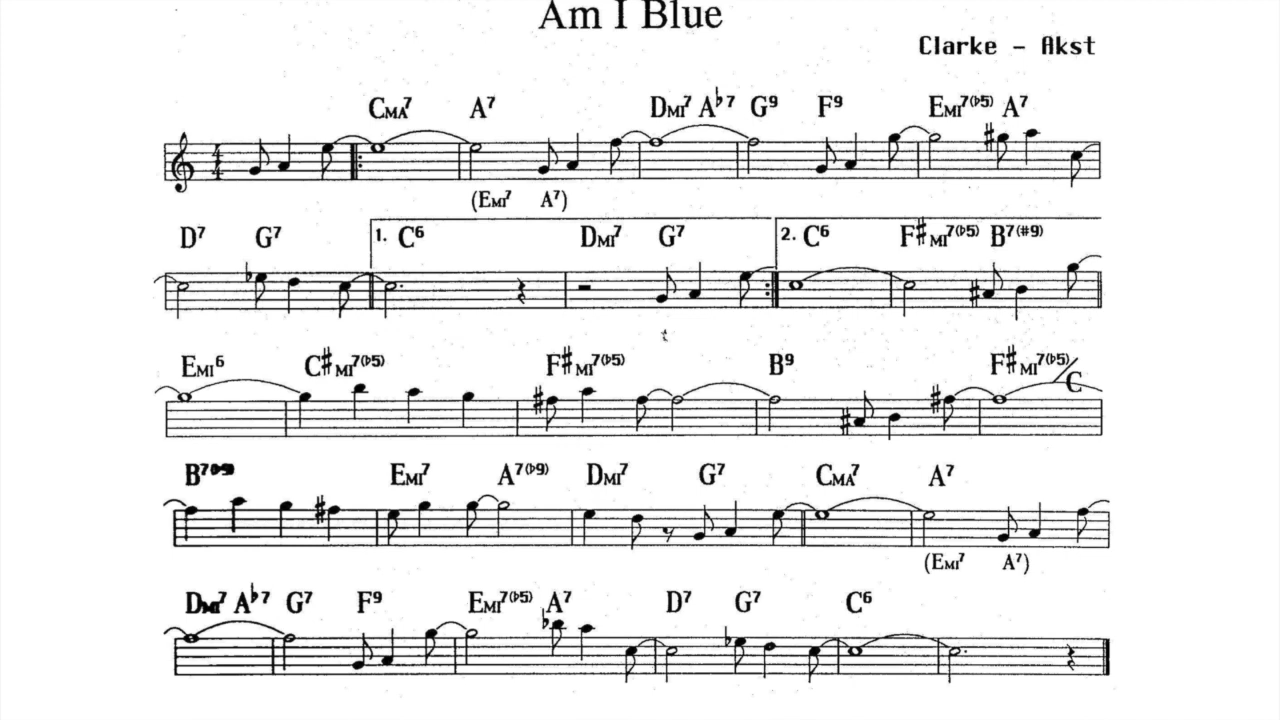 Am I Blue
Clarke - Akst
CMA7 A7 DMI7 A♭7 G9 F9 EMI7(♭5) A7
4/4
(EMI7 A7)
D7 G7 1. C6 DMI7 G7 2. C6 F#MI7(♭5) B7(#9)
EMI6 C#MI7(♭5) F#MI7(♭5) B9 F#MI7(♭5)/C
EMI7 A7(♭9) DMI7 G7 CMA7 A7
(EMI7 A7)
DMI7 A♭7 G7 F9 EMI7(♭5) A7 D7 G7 C6